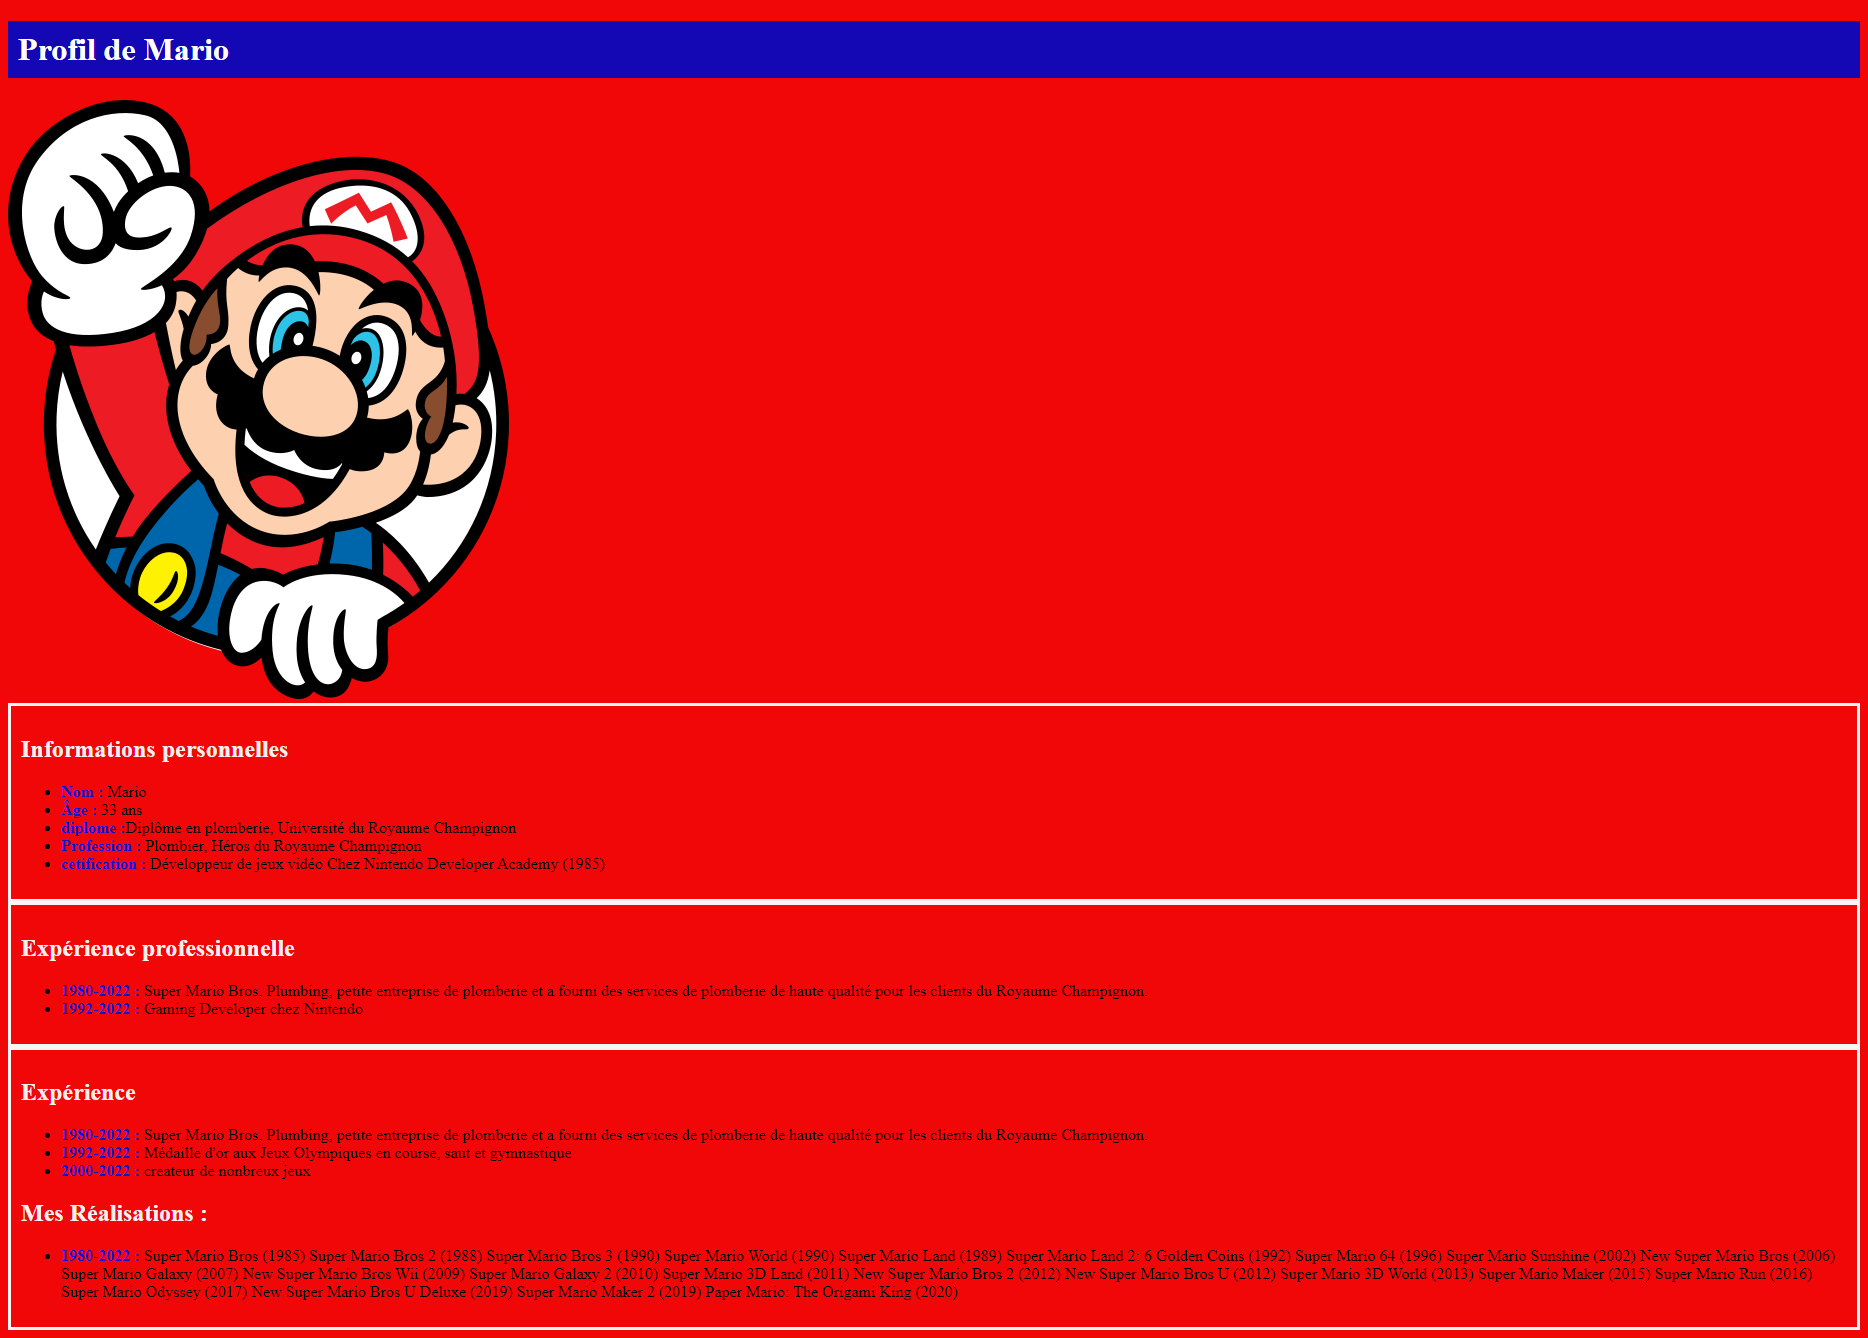 Profil de Mario
M
Informations personnelles
Nom : Mario
Âge : 33 ans
diplome :Diplôme en plomberie, Université du Royaume Champignon
Profession : Plombier, Héros du Royaume Champignon
cetification : Développeur de jeux vidéo Chez Nintendo Developer Academy (1985)
Expérience professionnelle
1980-2022 : Super Mario Bros. Plumbing, petite entreprise de plomberie et a fourni des services de plomberie de haute qualité pour les clients du Royaume Champignon.
1992-2022 : Gaming Developer chez Nintendo
Expérience
1980-2022 : Super Mario Bros. Plumbing, petite entreprise de plomberie et a fourni des services de plomberie de haute qualité pour les clients du Royaume Champignon.
1992-2022 : Médaille d'or aux Jeux Olympiques en course, saut et gymnastique
2000-2022 : createur de nonbreux jeux
Mes Réalisations :
1980-2022 : Super Mario Bros (1985) Super Mario Bros 2 (1988) Super Mario Bros 3 (1990) Super Mario World (1990) Super Mario Land (1989) Super Mario Land 2: 6 Golden Coins (1992) Super Mario 64 (1996) Super Mario Sunshine (2002) New Super Mario Bros (2006)
Super Mario Galaxy (2007) New Super Mario Bros Wii (2009) Super Mario Galaxy 2 (2010) Super Mario 3D Land (2011) New Super Mario Bros 2 (2012) New Super Mario Bros U (2012) Super Mario 3D World (2013) Super Mario Maker (2015) Super Mario Run (2016)
Super Mario Odyssey (2017) New Super Mario Bros U Deluxe (2019) Super Mario Maker 2 (2019) Paper Mario: The Origami King (2020)